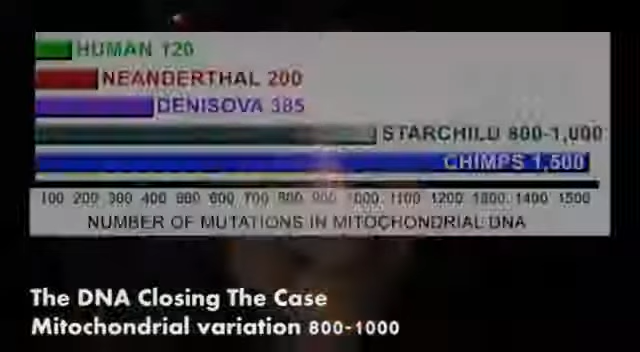 HUMAN 120
NEANDERTHAL 200
DENISOVA 385
STARCHILD 800-1,000
CHIMPS 1,500
100 200 300 400 500 600 700 800 900 1000 1100 1200 1300 1400 1500
NUMBER OF MUTATIONS IN MITOCHONDRIAL DNA
The DNA Closing The Case
Mitochondrial variation 800-1000